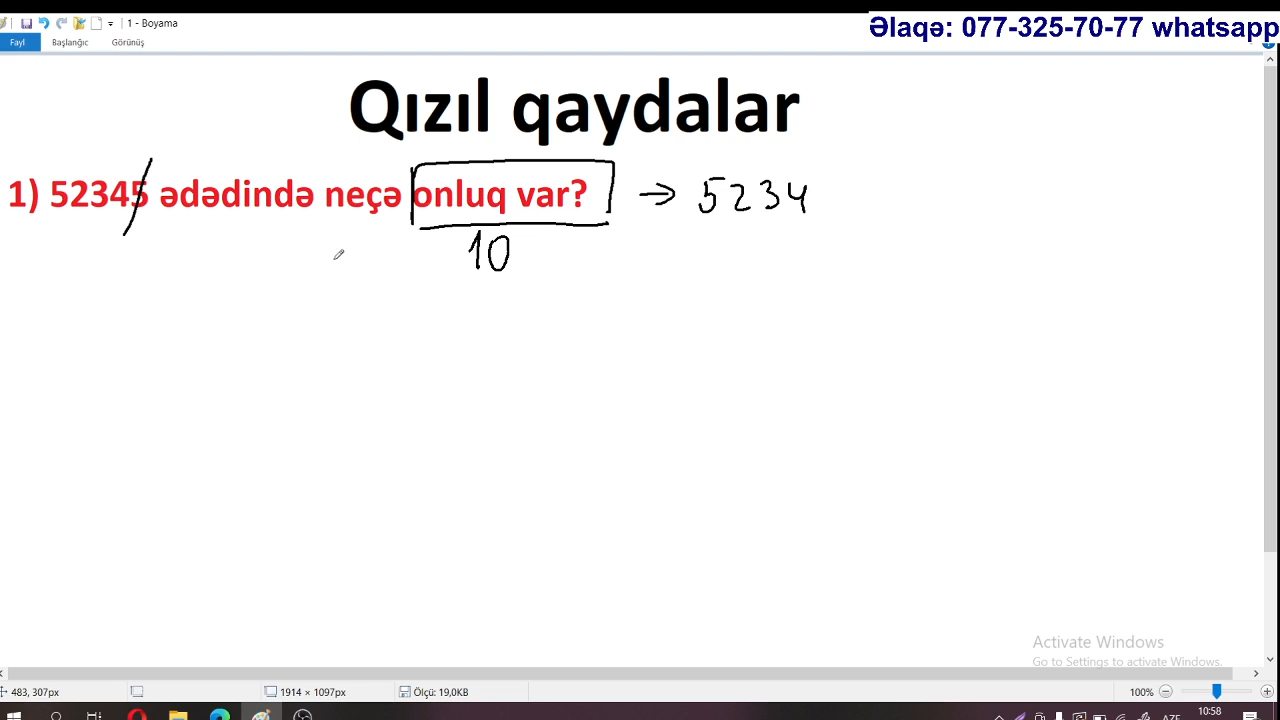 1 - Boyama
Əlaqə: 077-325-70-77 whatsapp
Fayl Başlanğıc Görünüş
Qızıl qaydalar
1) 52345 ədədində neçə onluq var? → 5234
10
Activate Windows
Go to Settings to activate Windows.
483, 307px 1914 × 1097px Ölçü: 19,0KB 100%
AZE 10:58